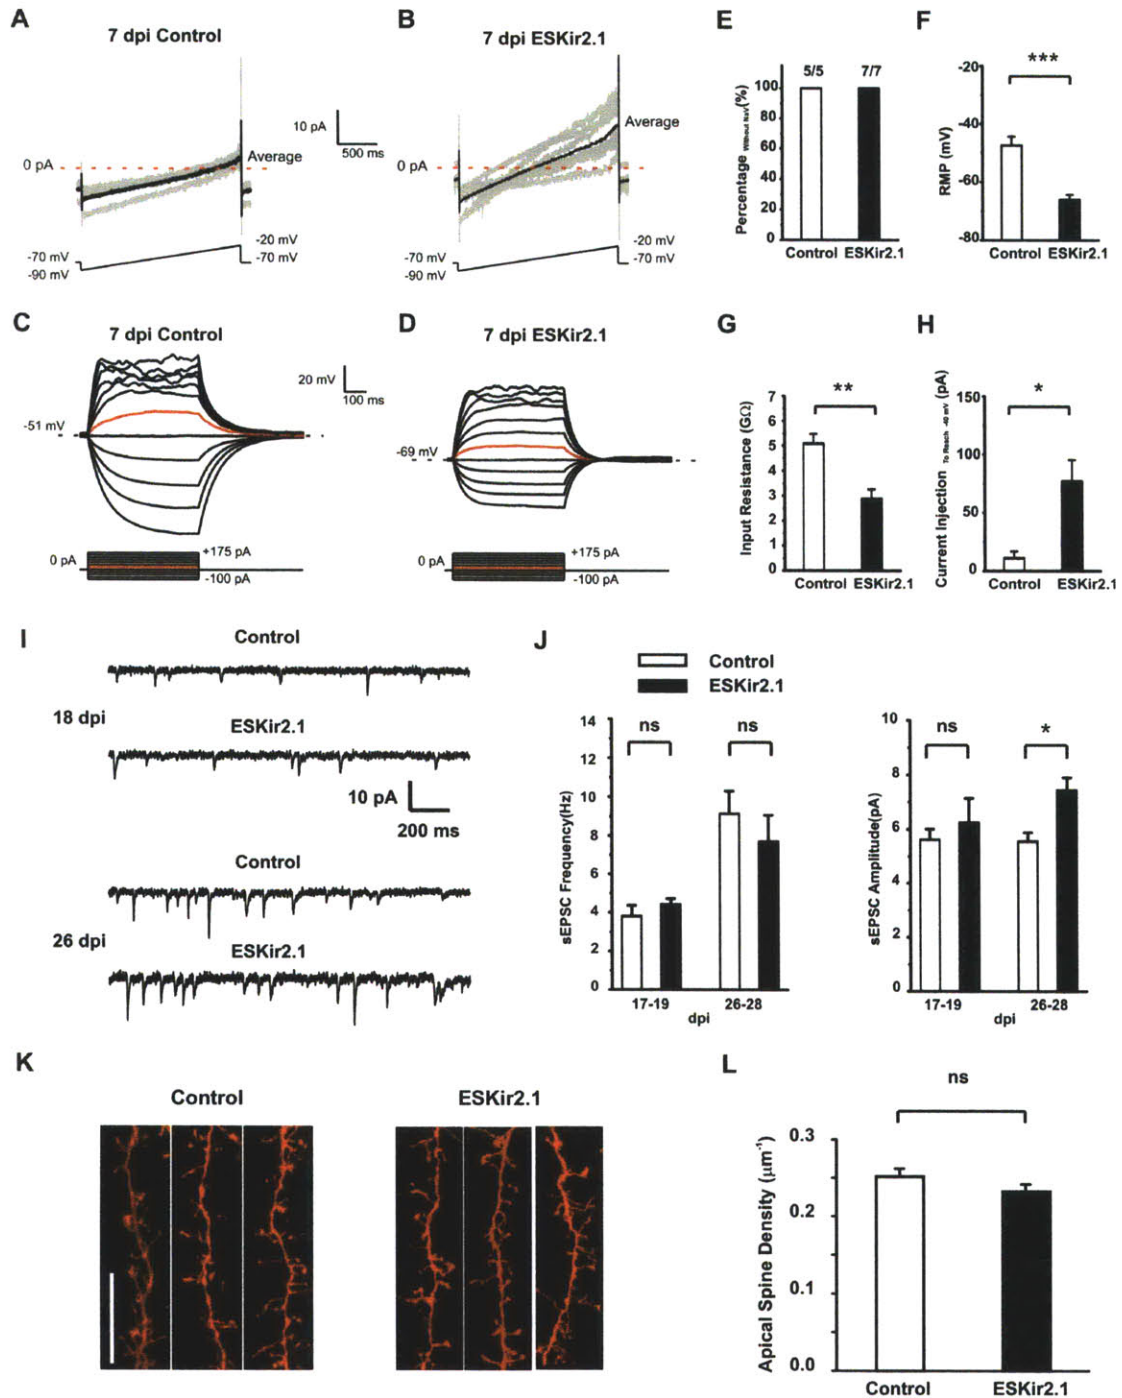 A
7 dpi Control
10 pA
500 ms
0 pA
Average
-70 mV
-90 mV
-20 mV
-70 mV
B
7 dpi ESKir2.1
0 pA
Average
-70 mV
-90 mV
-20 mV
-70 mV
E
Percentage Without NaV(%)
100
80
60
40
20
0
5/5
7/7
Control
ESKir2.1
F
RMP (mV)
-20
-40
-60
-80
***
Control
ESKir2.1
C
7 dpi Control
20 mV
100 ms
-51 mV
0 pA
+175 pA
-100 pA
D
7 dpi ESKir2.1
-69 mV
0 pA
+175 pA
-100 pA
G
Input Resistance (GΩ)
7
6
5
4
3
2
1
0
**
Control
ESKir2.1
H
Current Injection To Reach -40 mV (pA)
150
100
50
0
*
Control
ESKir2.1
I
Control
18 dpi
ESKir2.1
10 pA
200 ms
Control
26 dpi
ESKir2.1
J
Control
ESKir2.1
sEPSC Frequency(Hz)
14
12
10
8
6
4
2
0
ns
ns
17-19
26-28
dpi
sEPSC Amplitude(pA)
10
8
6
4
2
0
ns
*
17-19
26-28
dpi
K
Control
ESKir2.1
L
ns
Apical Spine Density (μm⁻¹)
0.3
0.2
0.1
0.0
Control
ESKir2.1